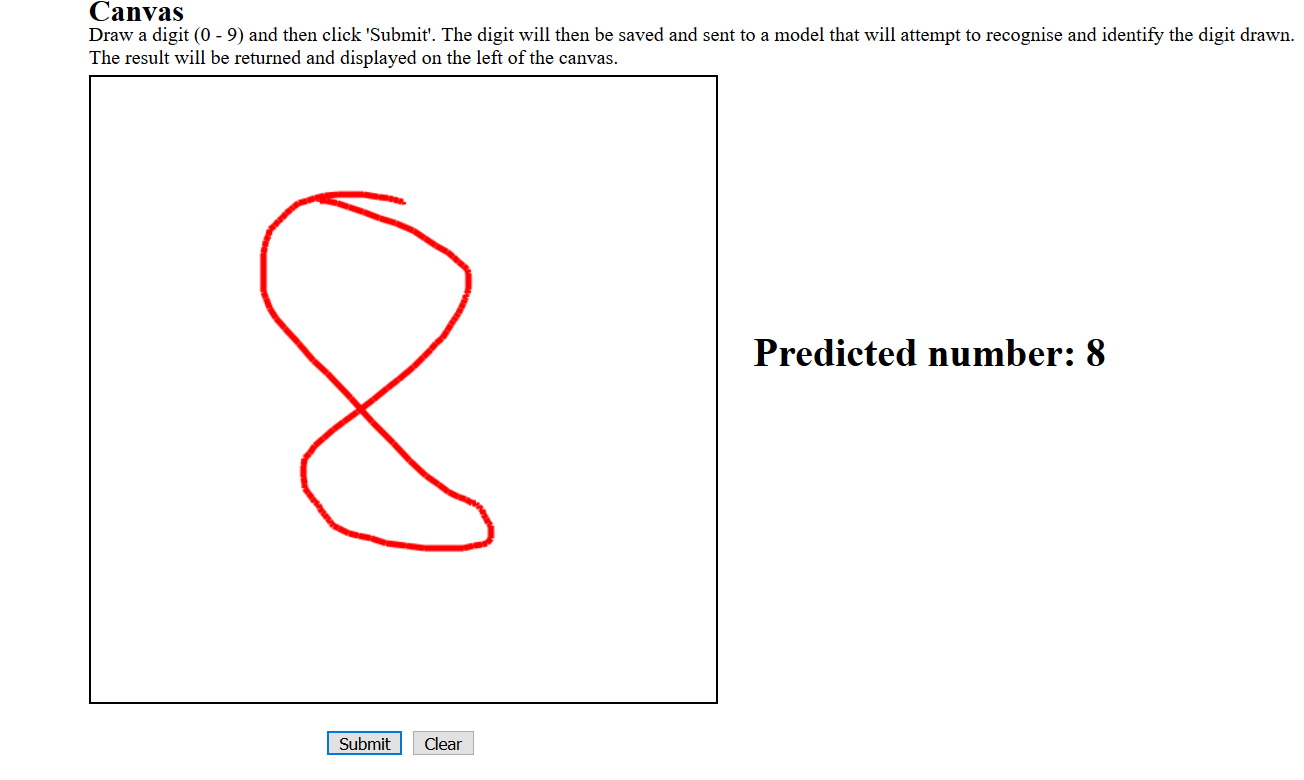 Canvas
Draw a digit (0 - 9) and then click 'Submit'. The digit will then be saved and sent to a model that will attempt to recognise and identify the digit drawn.
The result will be returned and displayed on the left of the canvas.
8
Predicted number: 8
Submit
Clear